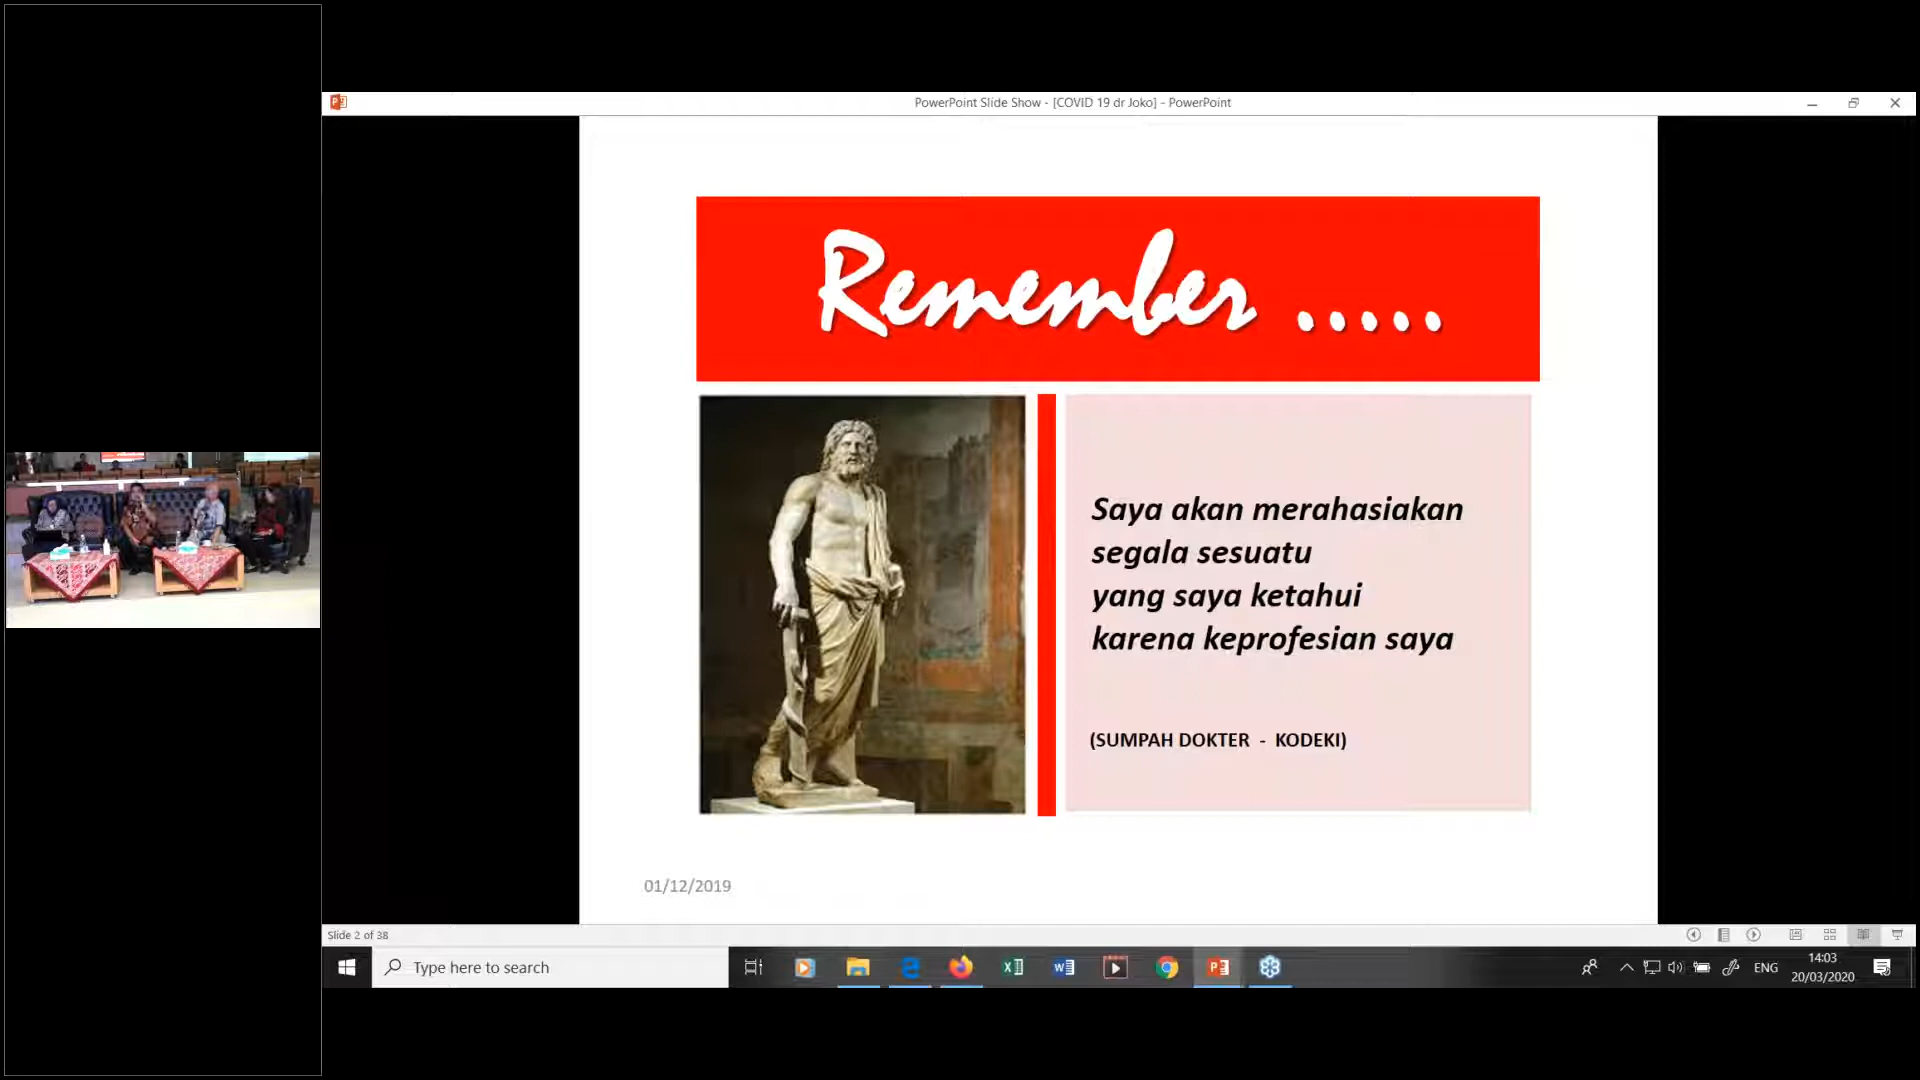 PowerPoint Slide Show - [COVID 19 dr Joko] - PowerPoint
Remember .....
Saya akan merahasiakan
segala sesuatu
yang saya ketahui
karena keprofesian saya
(SUMPAH DOKTER - KODEKI)
01/12/2019
Slide 2 of 38
Type here to search
ENG
14:03
20/03/2020